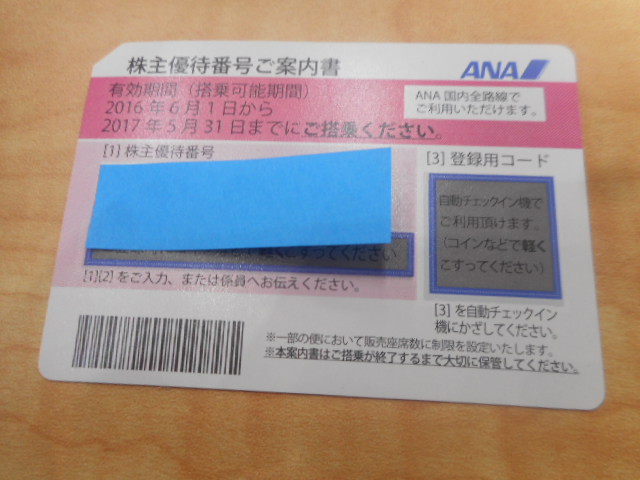 株主優待番号ご案内書
ANA
有効期間（搭乗可能期間）
2016年6月1日から
2017年5月31日までにご搭乗ください。
ANA国内全路線で
ご利用いただけます。
[1] 株主優待番号
軽くこすってください
[1][2]をご入力、または係員へお伝えください。
[3] 登録用コード
自動チェックイン機で
ご利用頂けます。
（コインなどで軽く
こすってください）
[3]を自動チェックイン
機にかざしてください。
※一部の便において販売座席数に制限を設定いたします。
※本案内書はご搭乗が終了するまで大切に保管してください。